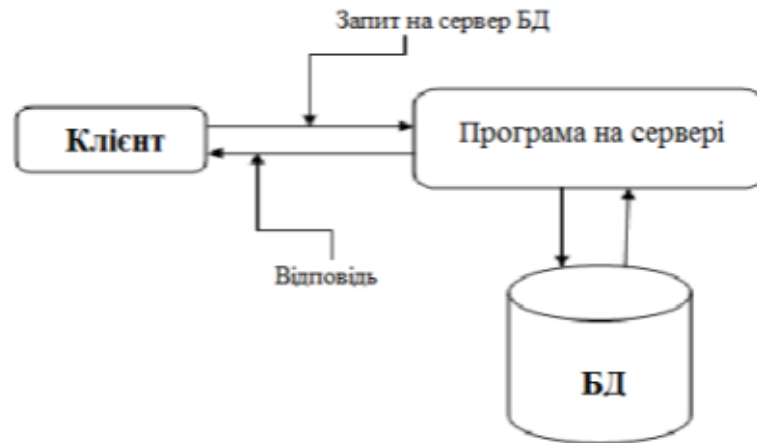 Запит на сервер БД
Клієнт
Програма на сервері
Відповідь
БД